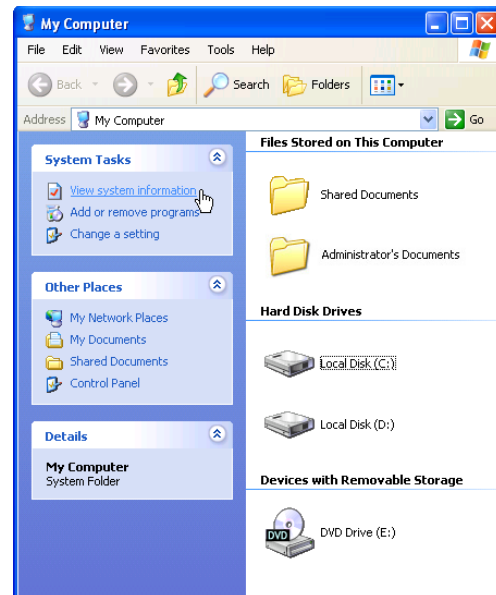 My Computer
File Edit View Favorites Tools Help
Back Search Folders
Address My Computer Go
System Tasks
View system information
Add or remove programs
Change a setting
Other Places
My Network Places
My Documents
Shared Documents
Control Panel
Details
My Computer
System Folder
Files Stored on This Computer
Shared Documents
Administrator's Documents
Hard Disk Drives
Local Disk (C:)
Local Disk (D:)
Devices with Removable Storage
DVD
DVD Drive (E:)